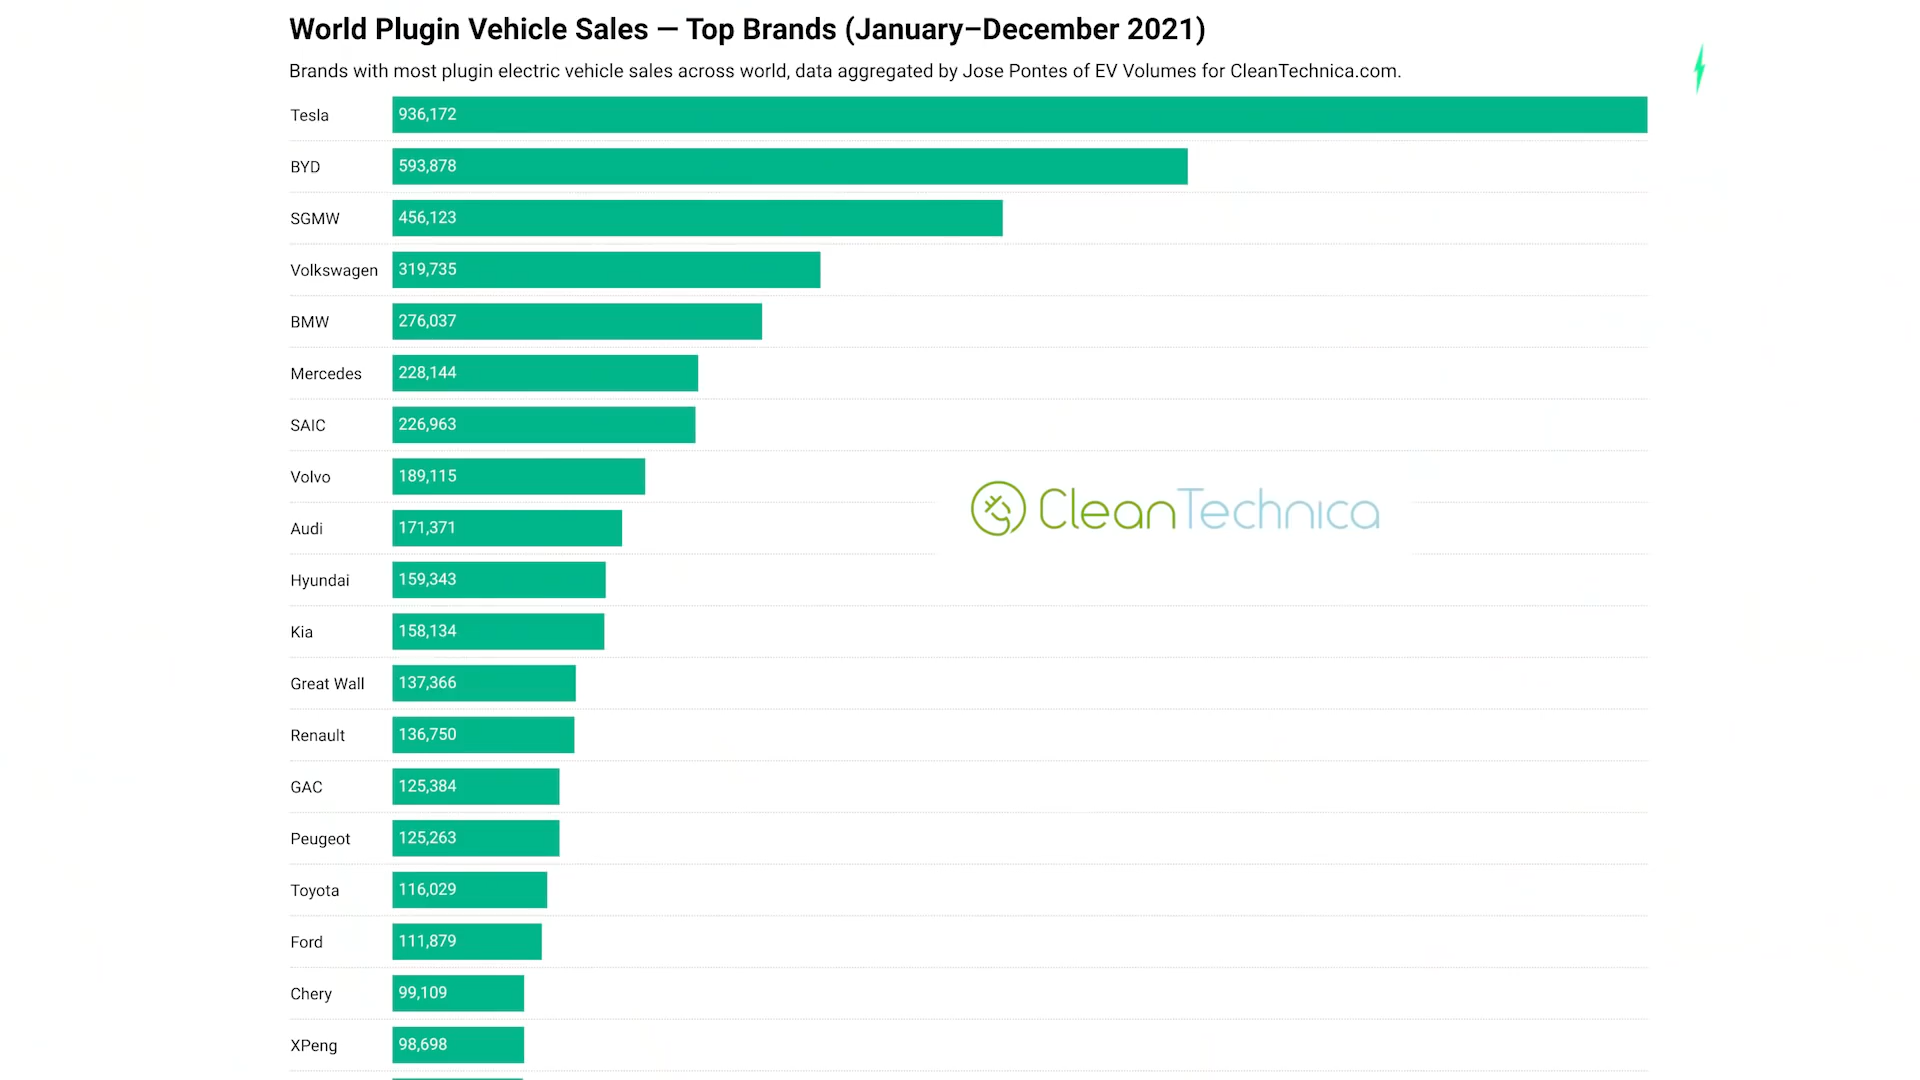 World Plugin Vehicle Sales — Top Brands (January–December 2021)
Brands with most plugin electric vehicle sales across world, data aggregated by Jose Pontes of EV Volumes for CleanTechnica.com.
Tesla 936,172
BYD 593,878
SGMW 456,123
Volkswagen 319,735
BMW 276,037
Mercedes 228,144
SAIC 226,963
Volvo 189,115
CleanTechnica
Audi 171,371
Hyundai 159,343
Kia 158,134
Great Wall 137,366
Renault 136,750
GAC 125,384
Peugeot 125,263
Toyota 116,029
Ford 111,879
Chery 99,109
XPeng 98,698